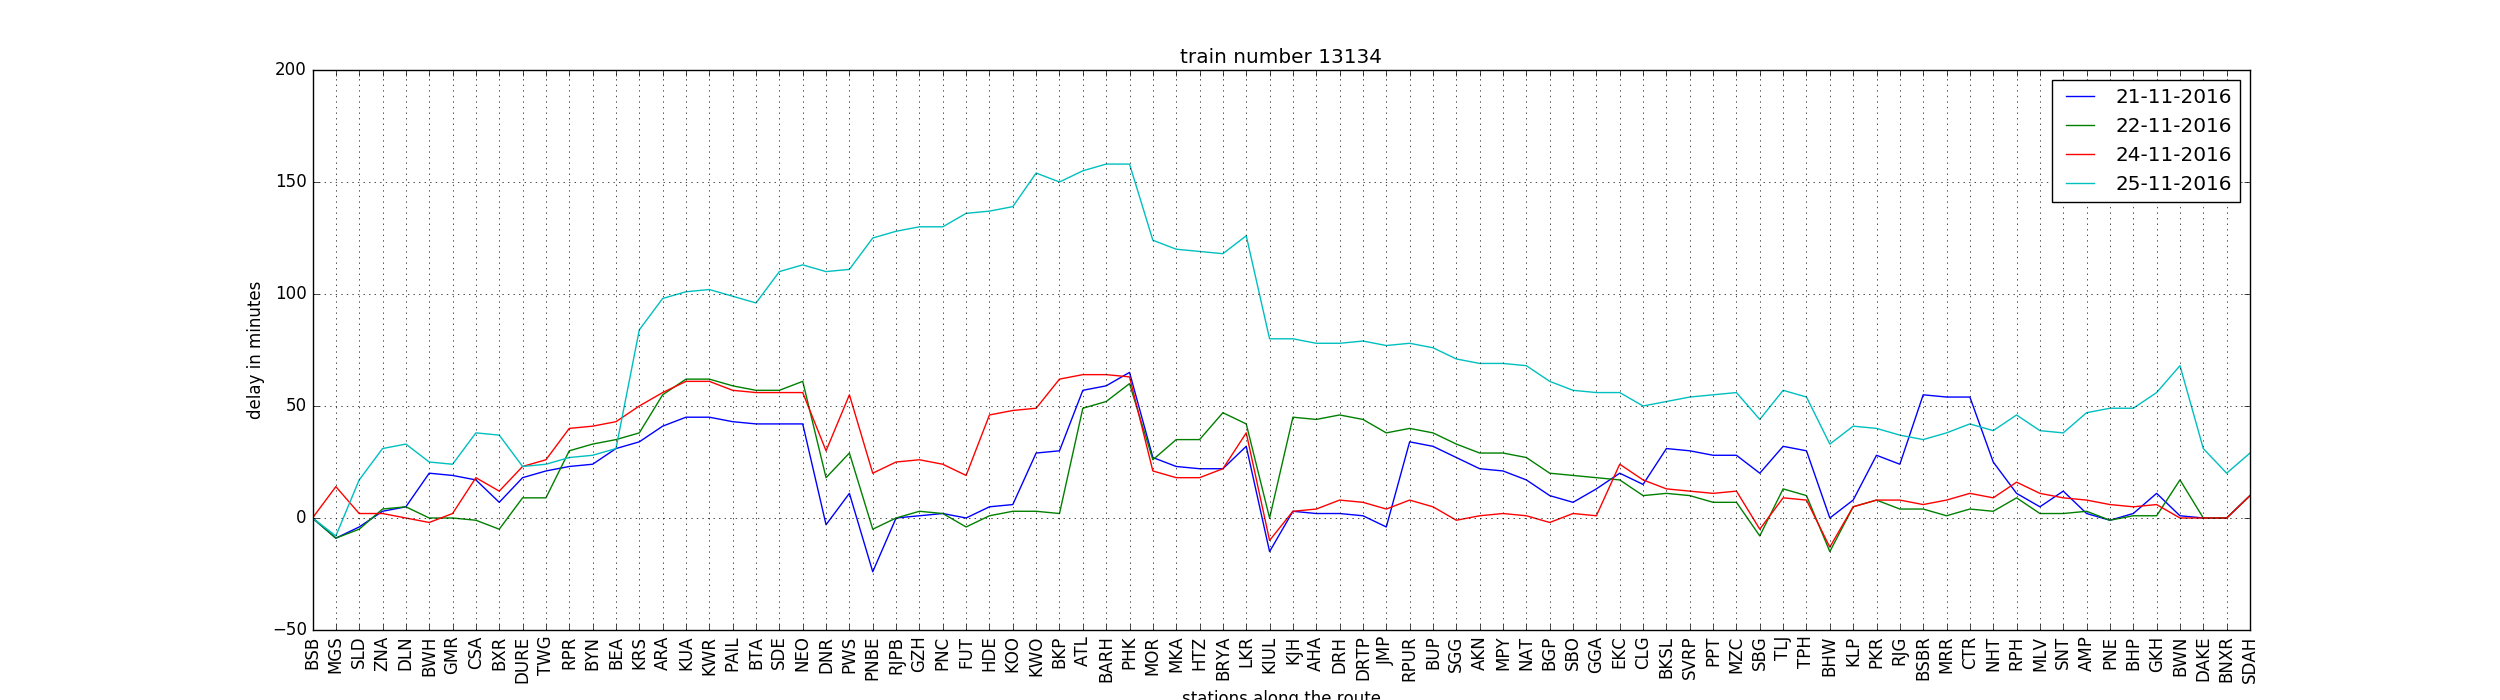 train number 13134
200
150
100
50
0
−50
delay in minutes
21-11-2016
22-11-2016
24-11-2016
25-11-2016
BSB MGS SLD ZNA DLN BWH GMR CSA BXR DURE TWG RPR BYN BEA KRS ARA KUA KWR PAIL BTA SDE NEO DNR PWS PNBE RJPB GZH PNC FUT HDE KOO KWO BKP ATL BARH PHK MOR MKA HTZ BRYA LKR KIUL KJH AHA DRH DRTP JMP RPUR BUP SGG AKN MPY NAT BGP SBO GGA EKC CLG BKSL SVRP PPT MZC SBG TLJ TPH BHW KLP PKR RJG BSBR MRR CTR NHT RPH MLV SNT AMP PNE BHP GKH BWN DAKE BNXR SDAH
stations along the route